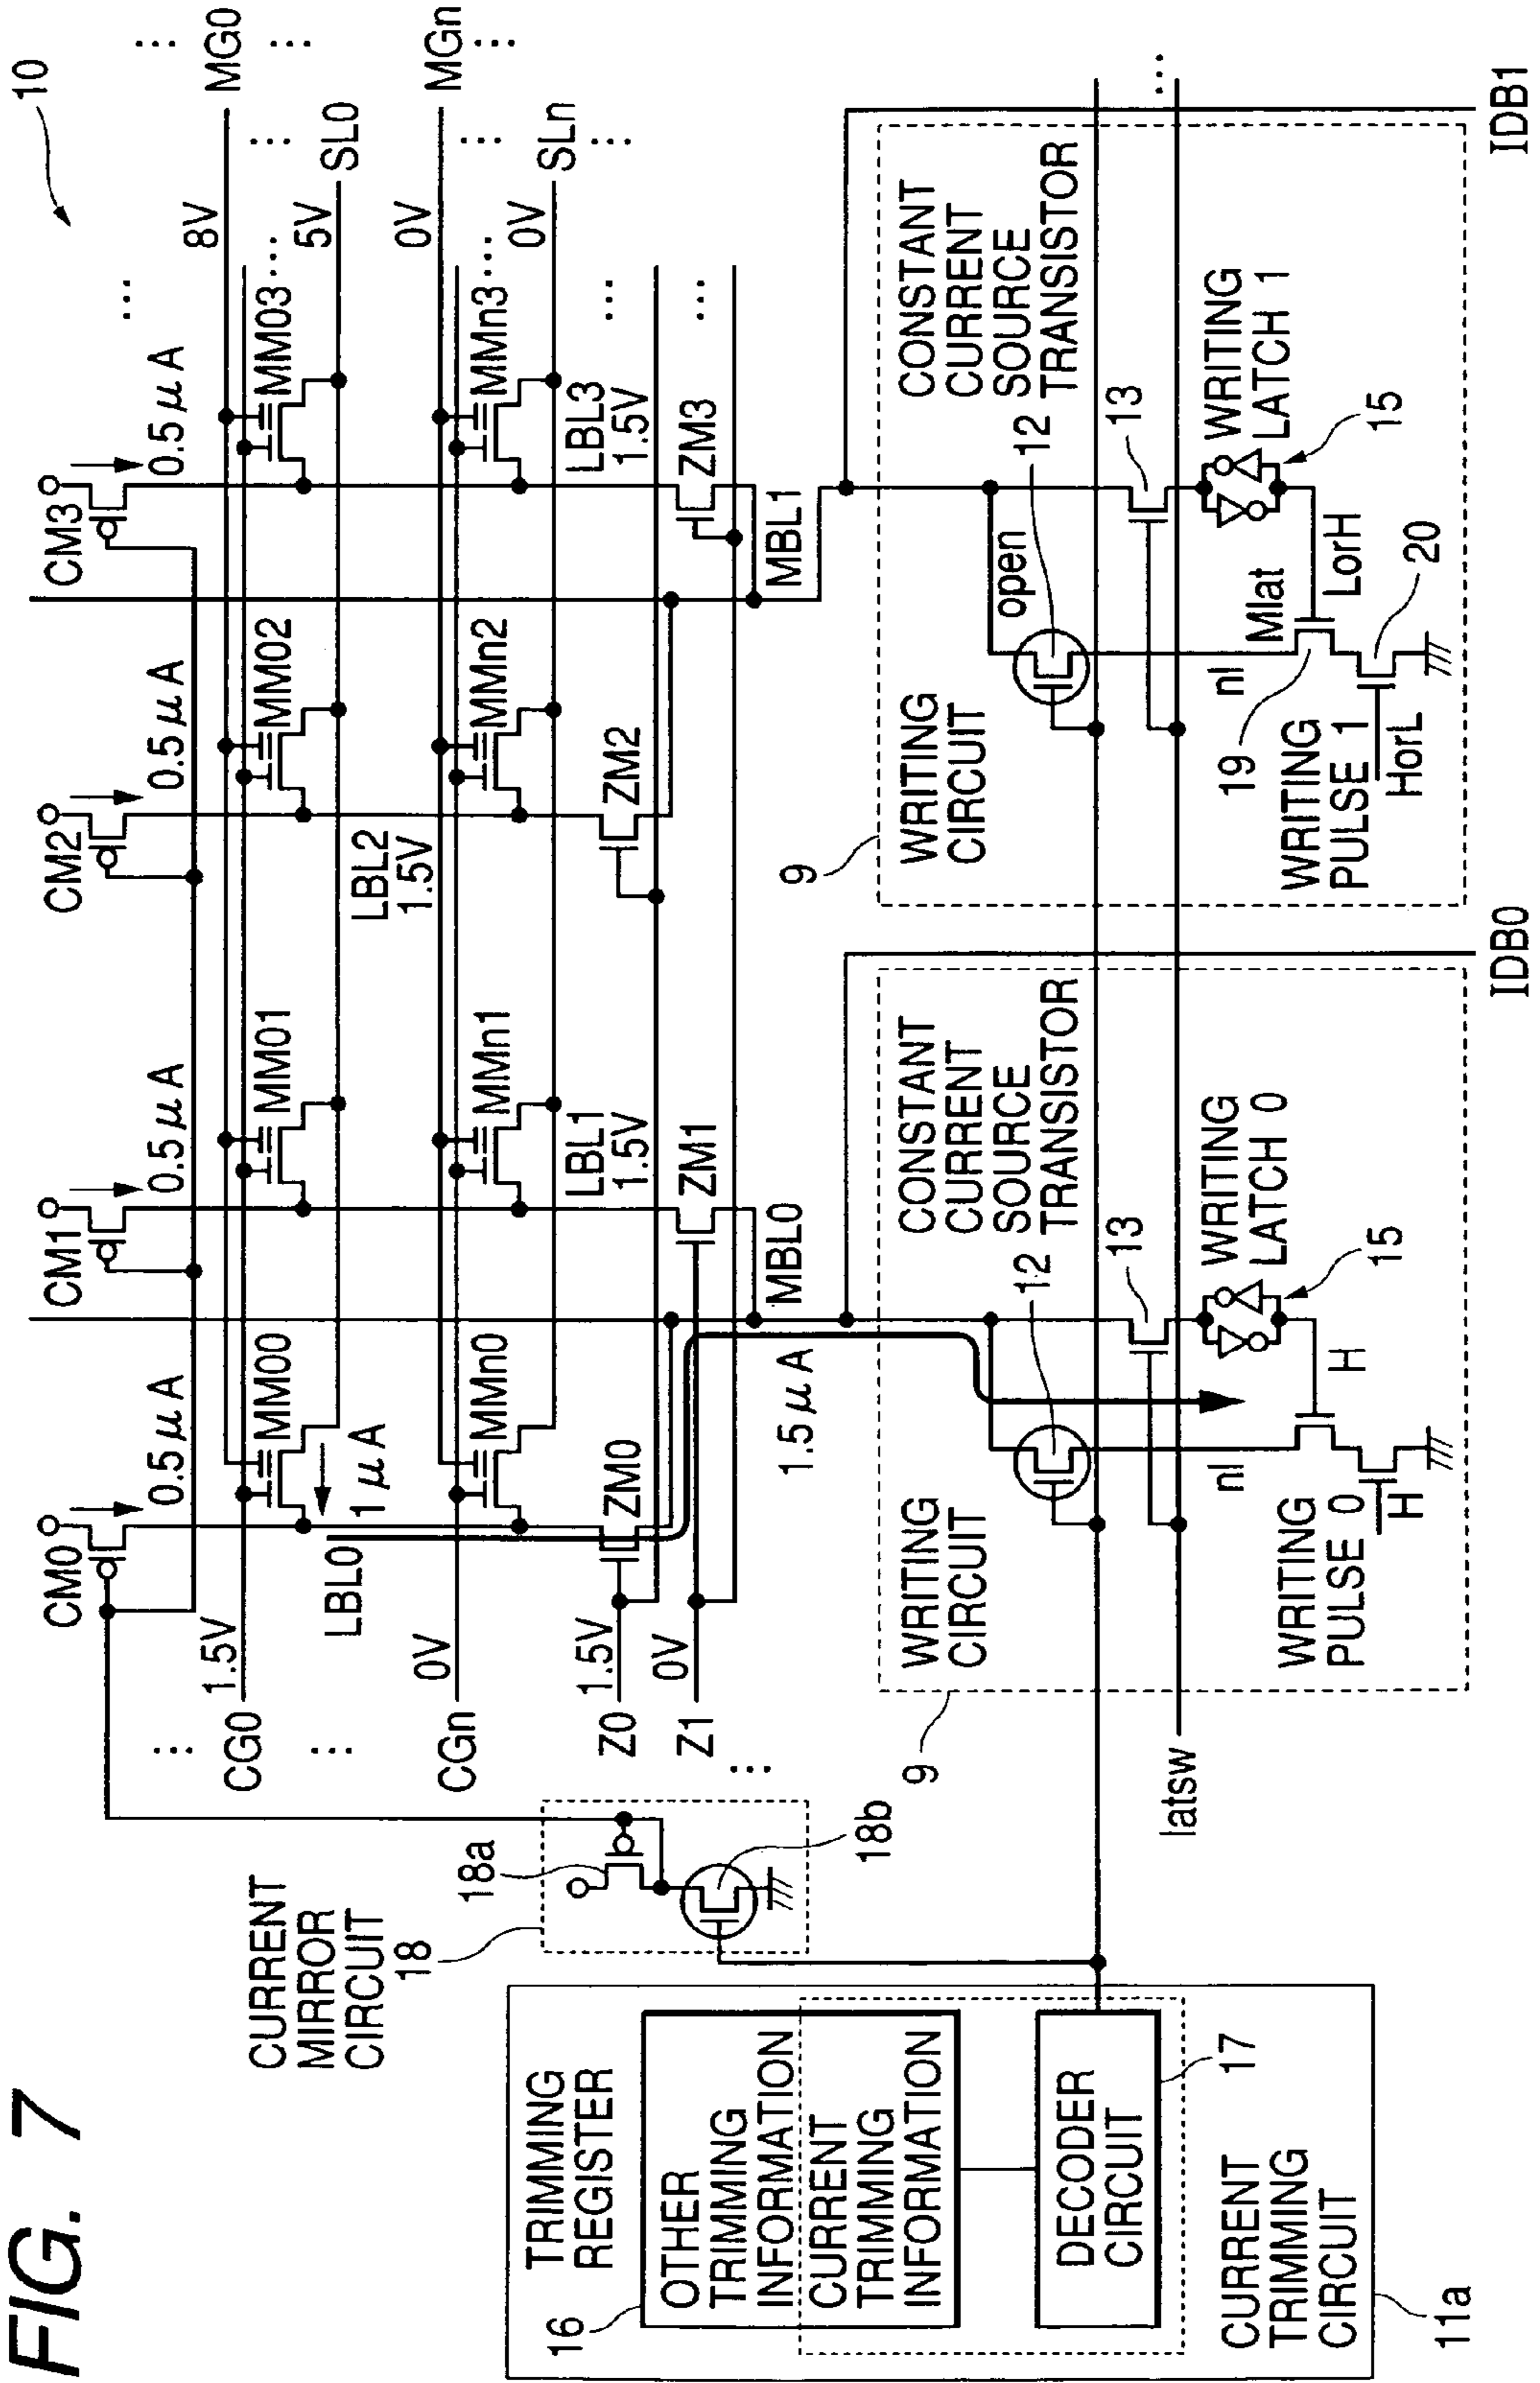 FIG. 7
10
CM0
CM1
CM2
CM3
0.5μA
0.5μA
0.5μA
0.5μA
...
...
MG0
...
8V
1.5V
CG0
...
...
MM00
MM01
MM02
MM03...
...
5V
SL0
LBL0
1μA
LBL2
1.5V
0V
MGn
...
...
0V
CGn
MMn0
MMn1
MMn2
MMn3...
0V
SLn
...
LBL1
1.5V
LBL3
1.5V
...
1.5V
Z0
ZM0
ZM2
0V
Z1
ZM1
ZM3
...
...
MBL0
MBL1
1.5μA
CURRENT
MIRROR
CIRCUIT
18
18a
18b
TRIMMING
REGISTER
16
OTHER
TRIMMING
INFORMATION
CURRENT
TRIMMING
INFORMATION
DECODER
CIRCUIT
17
CURRENT
TRIMMING
CIRCUIT
11a
9
WRITING
CIRCUIT
12
CONSTANT
CURRENT
SOURCE
TRANSISTOR
13
latsw
nI
WRITING
LATCH 0
15
H
WRITING
PULSE 0
H
IDB0
9
WRITING
CIRCUIT
open
12
CONSTANT
CURRENT
SOURCE
TRANSISTOR
...
13
nI
Mlat
WRITING
LATCH 1
15
19
LorH
WRITING
PULSE 1
HorL
20
IDB1